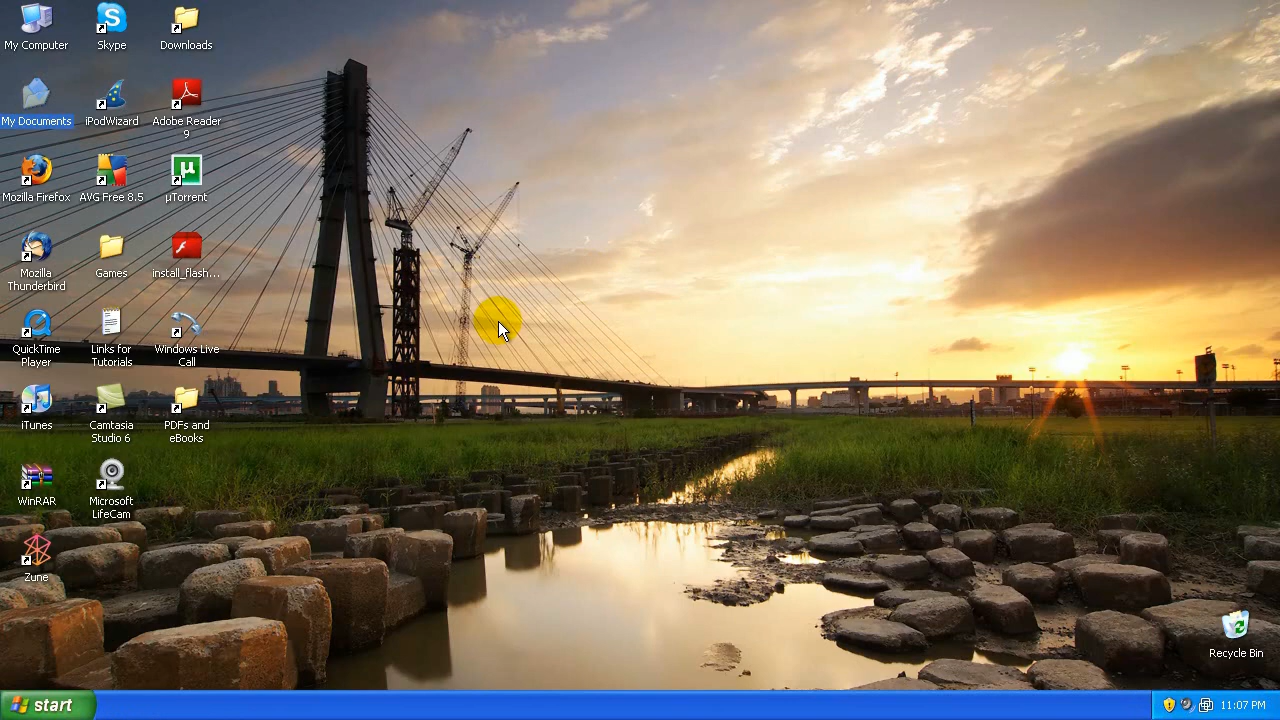 My Computer
Skype
Downloads
My Documents
iPodWizard
Adobe Reader
9
Mozilla Firefox
AVG Free 8.5
µTorrent
Mozilla
Thunderbird
Games
install_flash...
QuickTime
Player
Links for
Tutorials
Windows Live
Call
iTunes
Camtasia
Studio 6
PDFs and
eBooks
WinRAR
Microsoft
LifeCam
Zune
Recycle Bin
start
11:07 PM